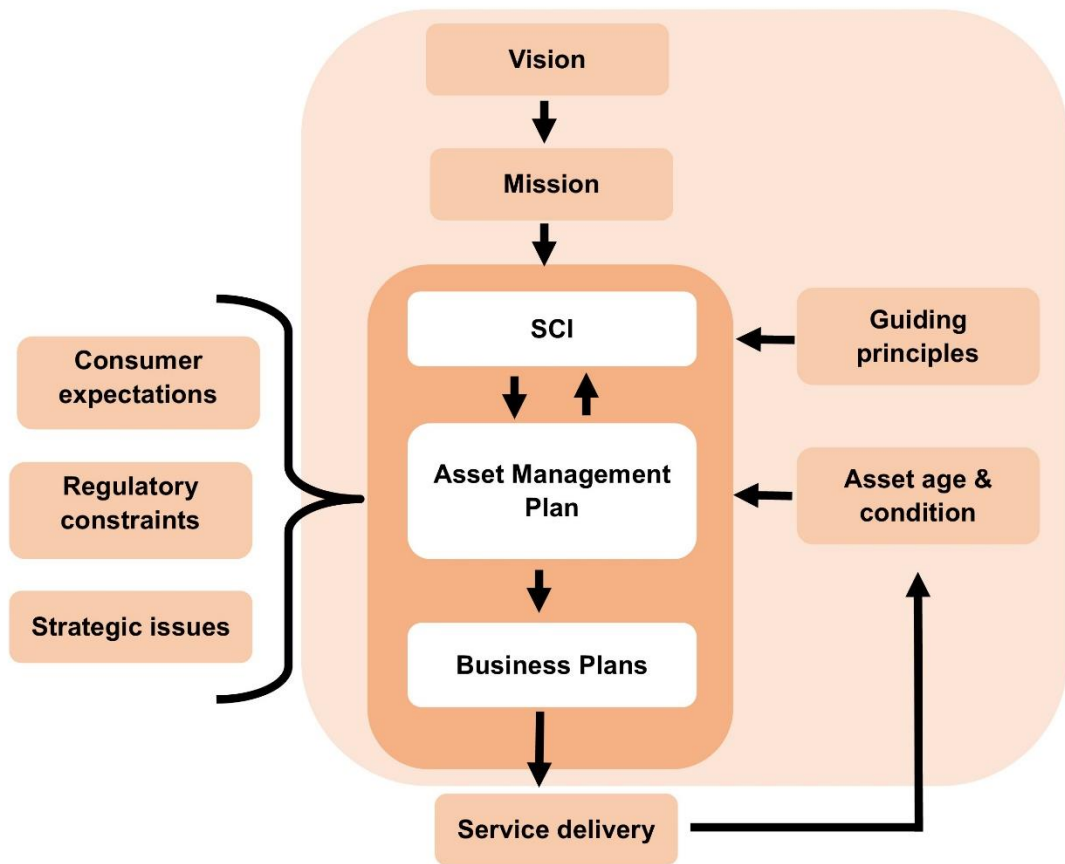 Vision
Mission
SCI
Guiding
principles
Consumer
expectations
Asset Management
Plan
Asset age &
condition
Regulatory
constraints
Strategic issues
Business Plans
Service delivery